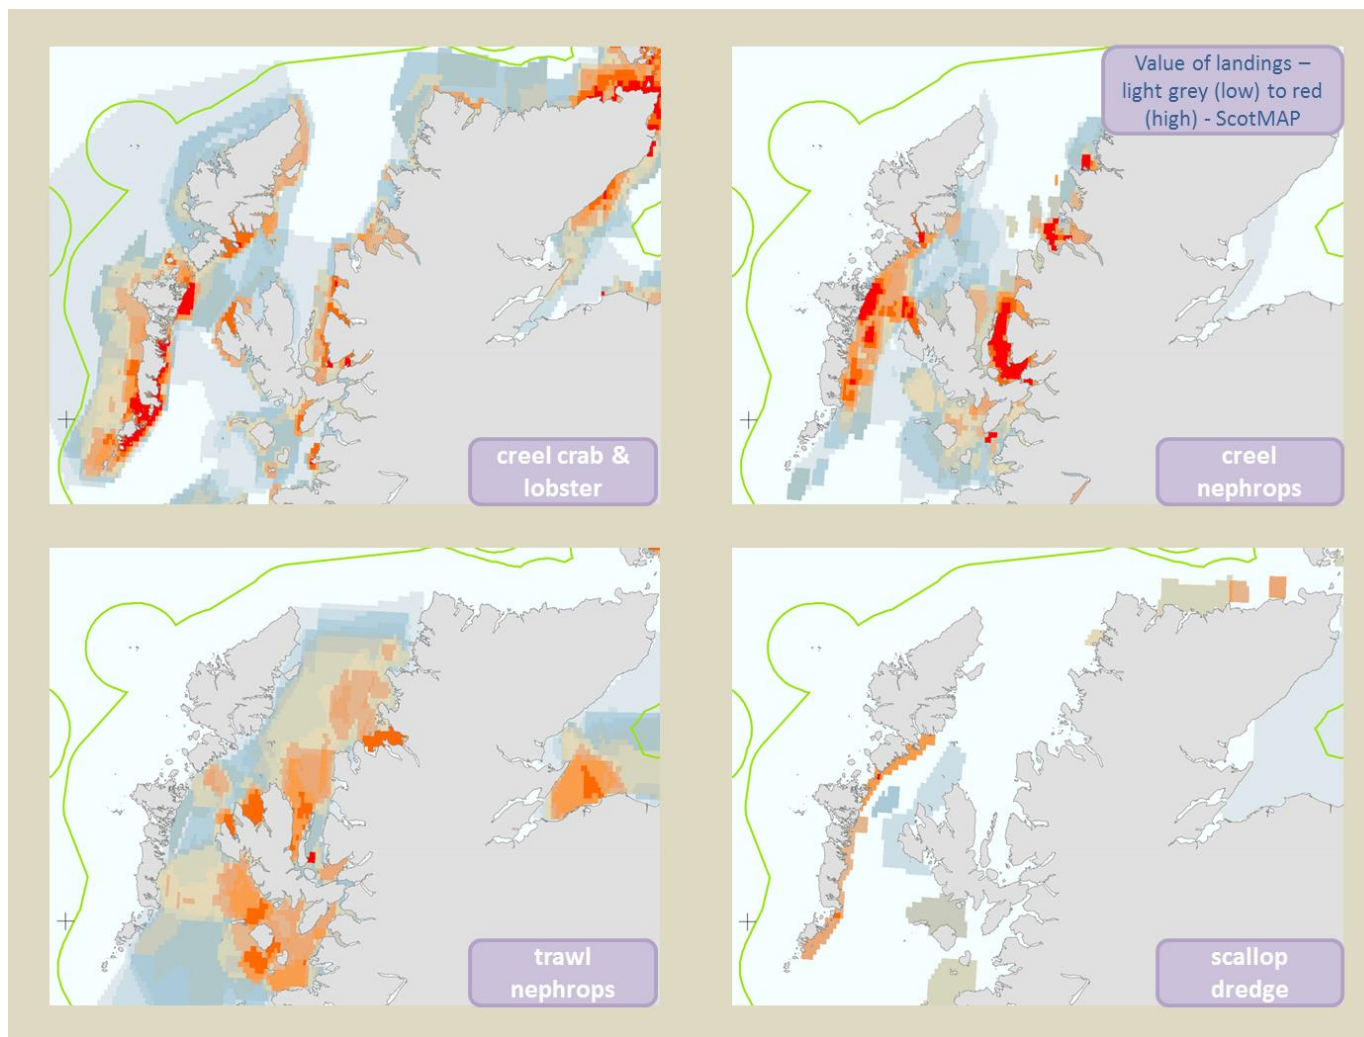 Value of landings –
light grey (low) to red
(high) - ScotMAP
creel crab &
lobster
creel
nephrops
trawl
nephrops
scallop
dredge